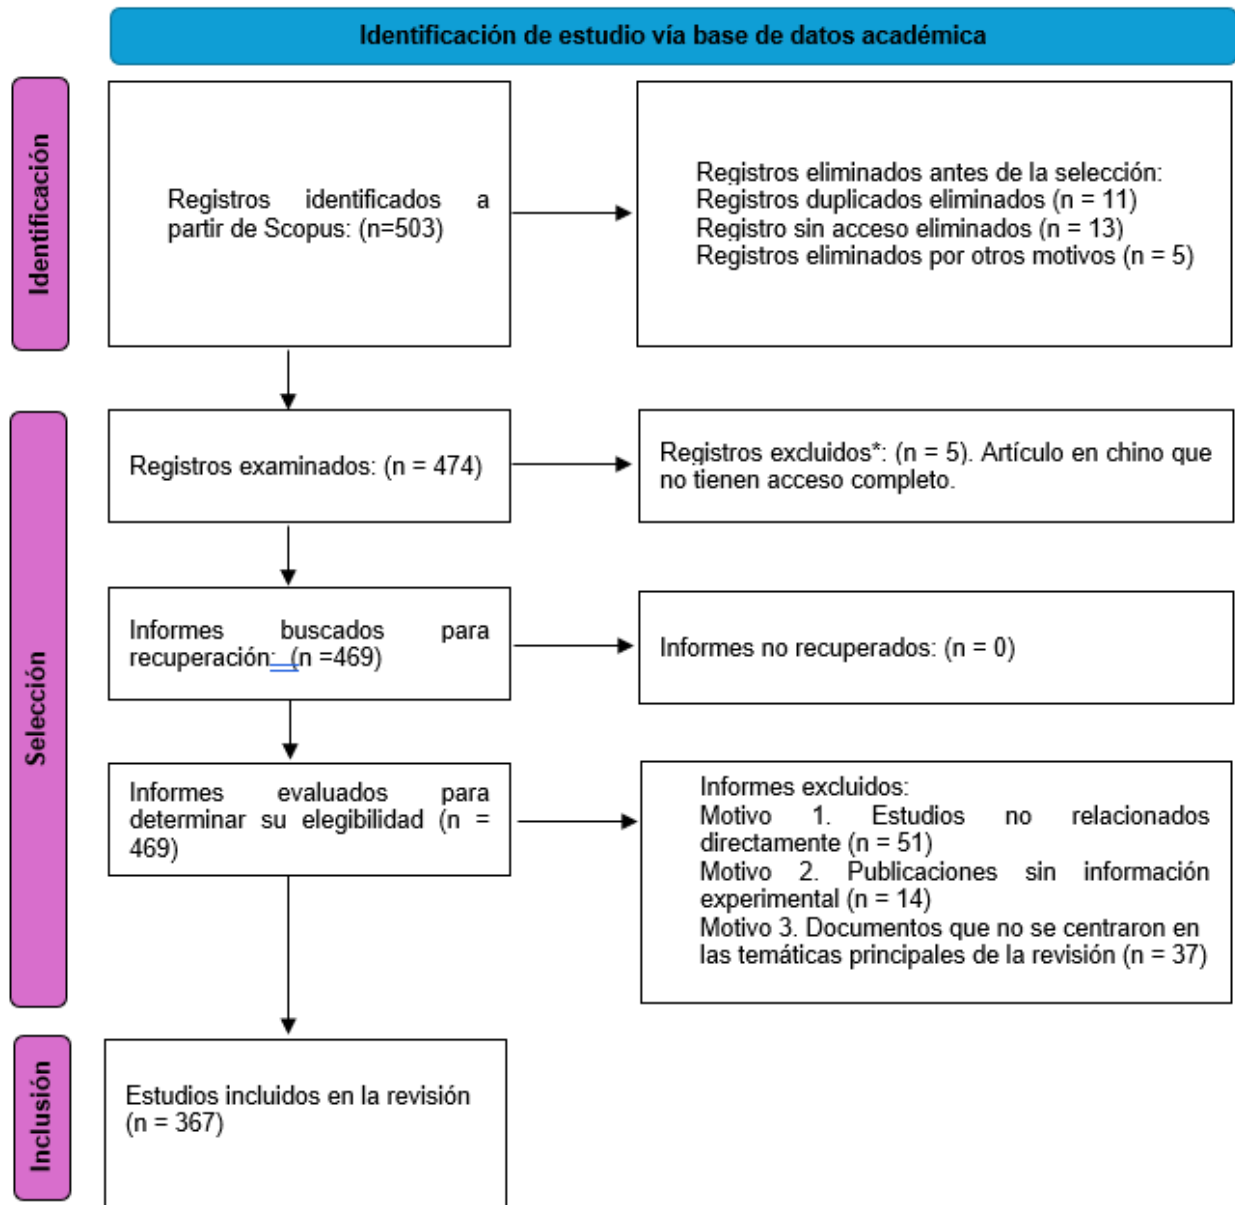 Identificación de estudio vía base de datos académica
Identificación
Registros identificados a
partir de Scopus: (n=503)
Registros eliminados antes de la selección:
Registros duplicados eliminados (n = 11)
Registro sin acceso eliminados (n = 13)
Registros eliminados por otros motivos (n = 5)
Selección
Registros examinados: (n = 474)
Registros excluidos*: (n = 5). Artículo en chino que
no tienen acceso completo.
Informes buscados para
recuperación: (n =469)
Informes no recuperados: (n = 0)
Informes evaluados para
determinar su elegibilidad (n =
469)
Informes excluidos:
Motivo 1. Estudios no relacionados
directamente (n = 51)
Motivo 2. Publicaciones sin información
experimental (n = 14)
Motivo 3. Documentos que no se centraron en
las temáticas principales de la revisión (n = 37)
Inclusión
Estudios incluidos en la revisión
(n = 367)